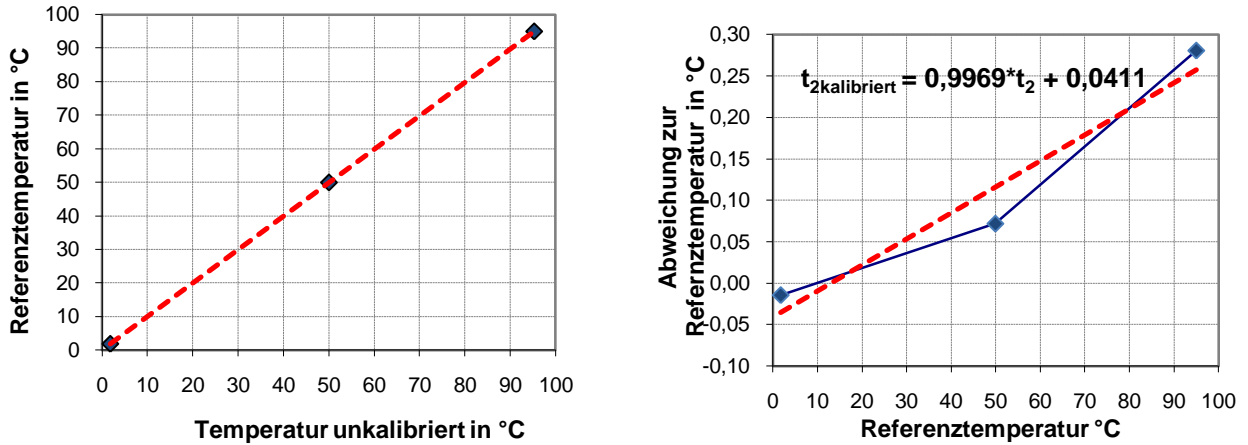 Referenztemperatur in °C
100
90
80
70
60
50
40
30
20
10
0
0 10 20 30 40 50 60 70 80 90 100
Temperatur unkalibriert in °C
Abweichung zur
Refernztemperatur in °C
0,30
0,25
0,20
0,15
0,10
0,05
0,00
-0,05
-0,10
t2kalibriert = 0,9969*t2 + 0,0411
0 10 20 30 40 50 60 70 80 90 100
Referenztemperatur °C